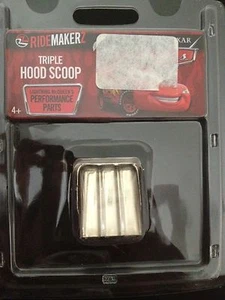 RIDEMAKERZ
TRIPLE
HOOD SCOOP
LIGHTNING McQUEEN'S
PERFORMANCE
PARTS
4+